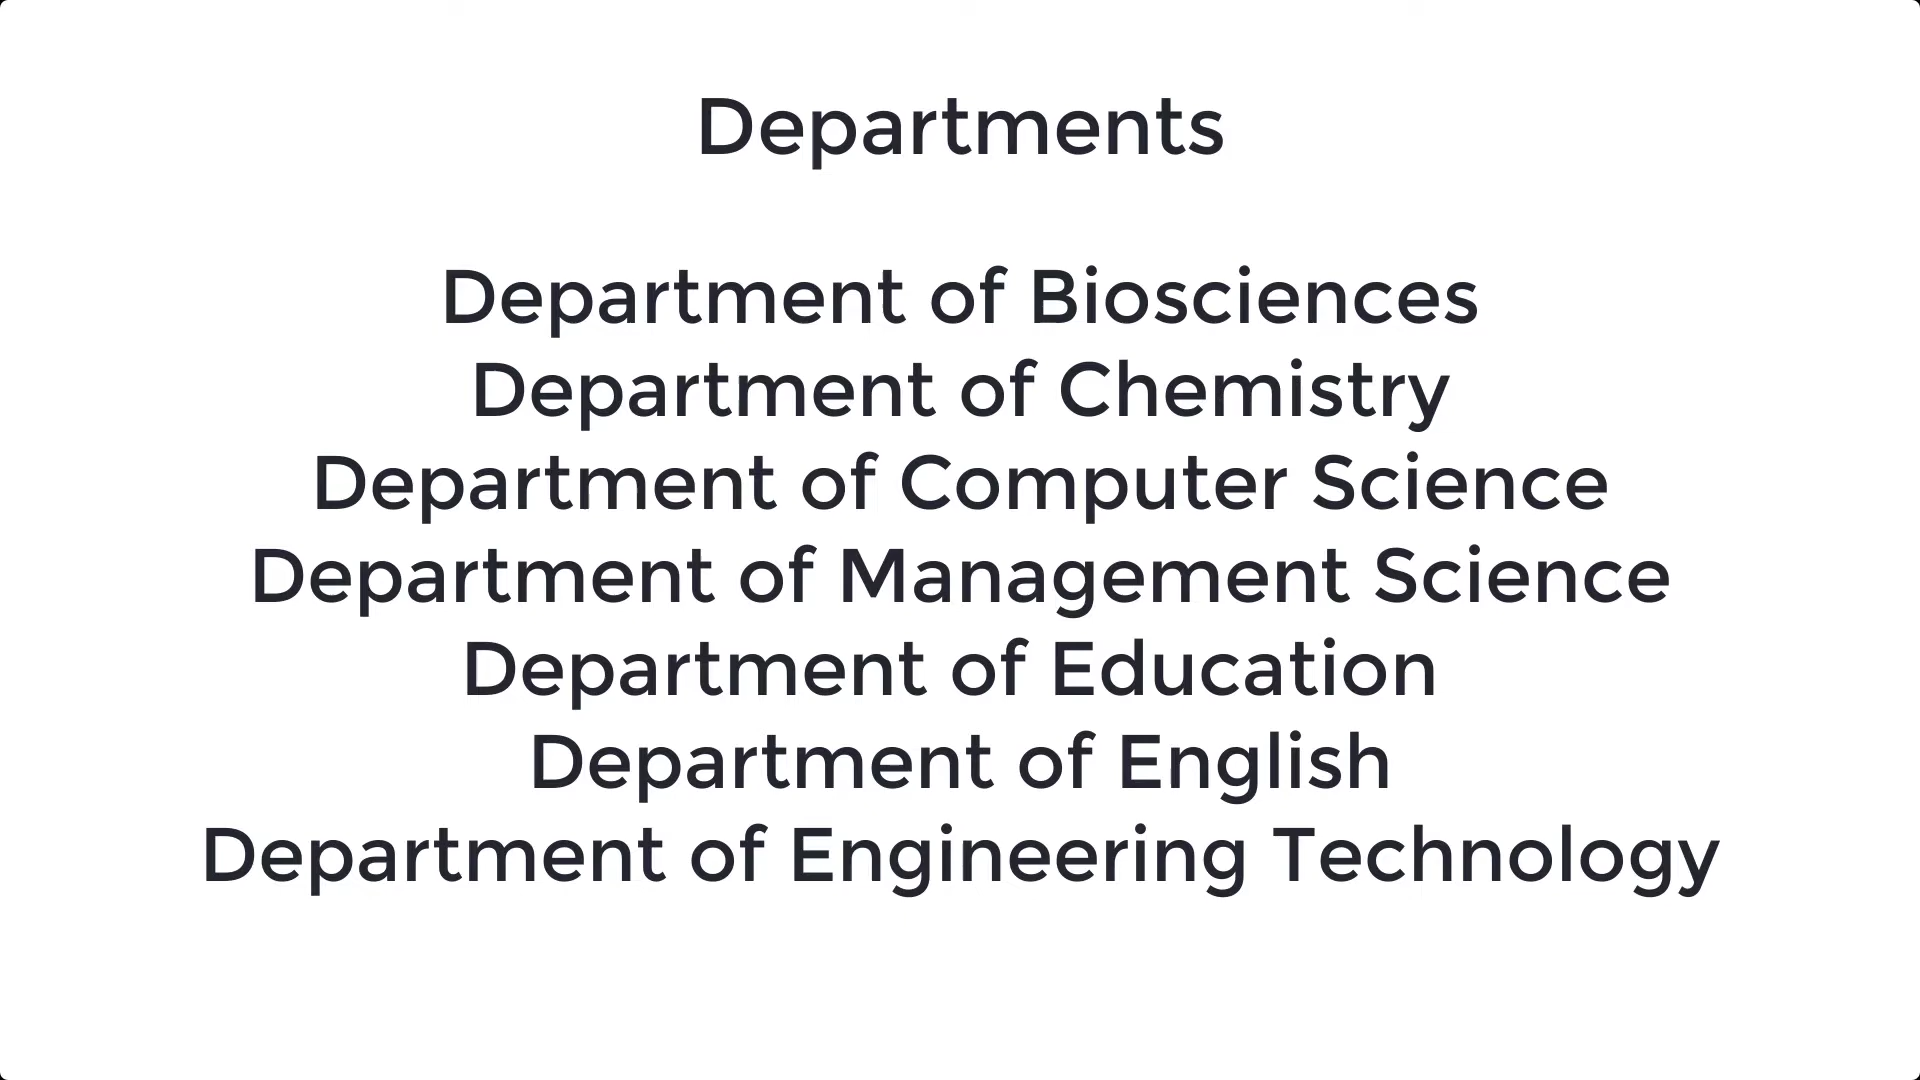 Departments
Department of Biosciences
Department of Chemistry
Department of Computer Science
Department of Management Science
Department of Education
Department of English
Department of Engineering Technology